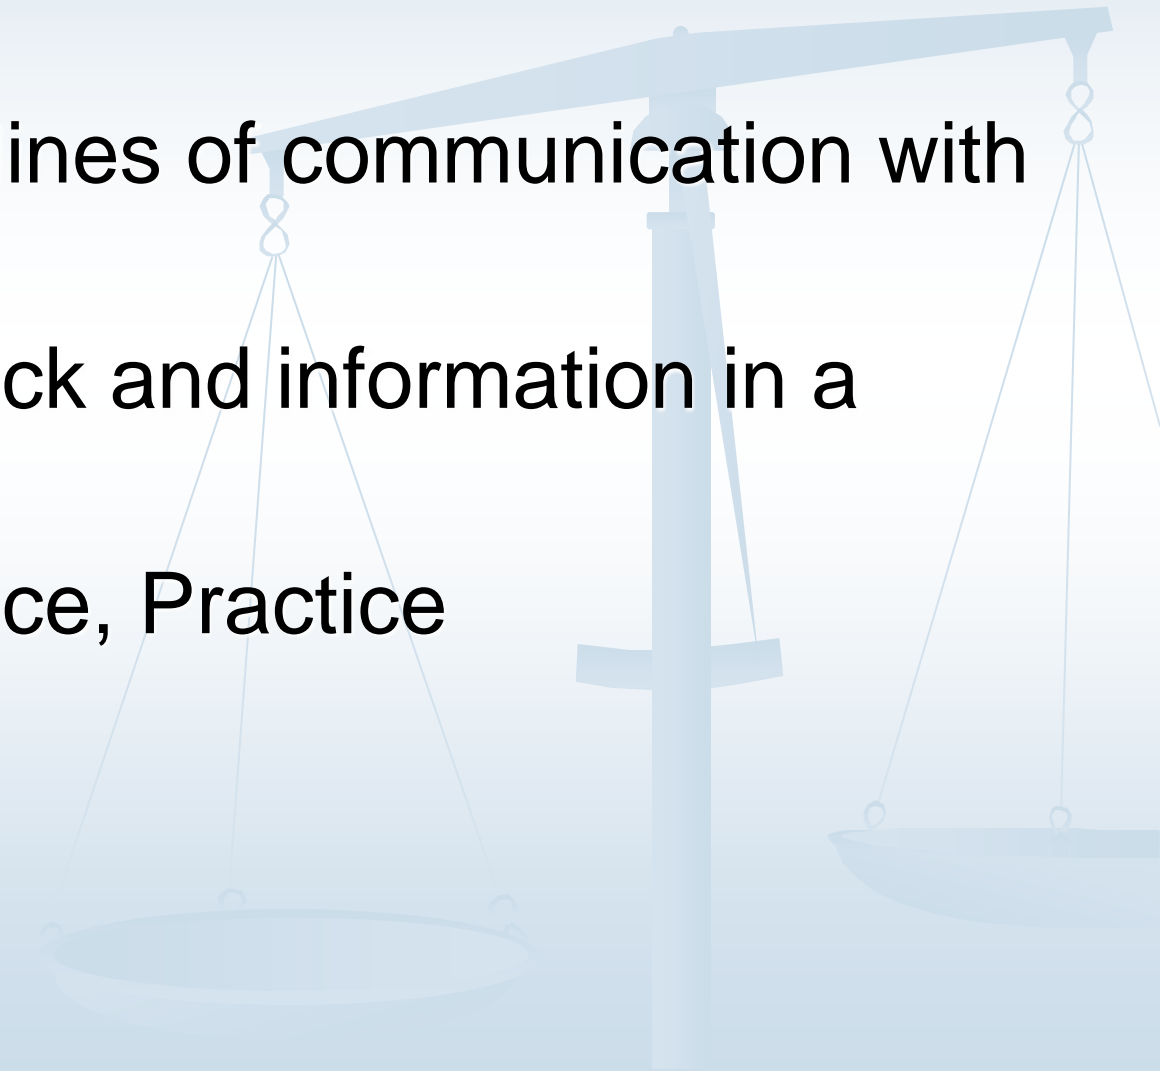 ines of communication with
ck and information in a
ce, Practice